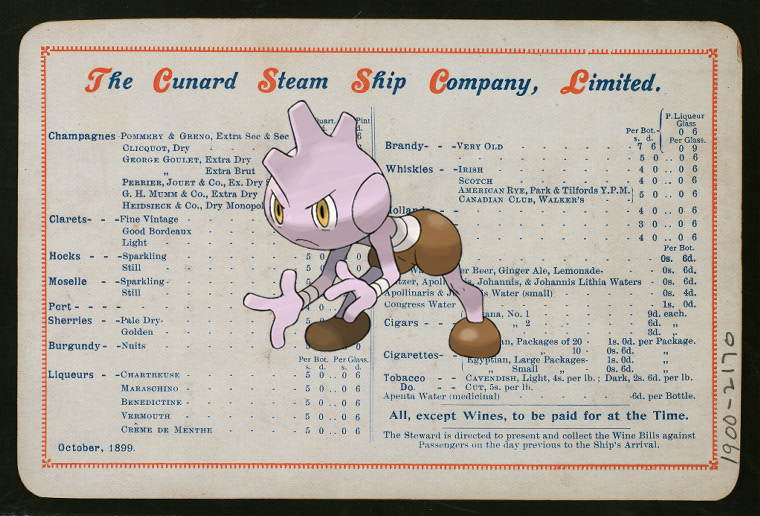 The Cunard Steam Ship Company, Limited.
Quart. Pint
d. d.
Champagnes POMMERY & GRENO, Extra Sec & Sec 6
CLICQUOT, Dry
GEORGE GOULET, Extra Dry
„ Extra Brut
PERRIER, JOUET & Co., Ex. Dry
G. H. MUMM & Co., Extra Dry
HEIDSIECK & Co., Dry Monopol
Clarets- - -Fine Vintage
Good Bordeaux
Light
Hocks - - -Sparkling
Still
Moselle - -Sparkling
Still
Port - - - -
Sherries - -Pale Dry
Golden
Burgundy- -Nuits
Per Bot. Per Glass.
s. d. s. d.
Liqueurs - -CHARTREUSE 5 0 .. 0 6
MARASCHINO 5 0 .. 0 6
BENEDICTINE 5 0 .. 0 6
VERMOUTH 5 0 .. 0 6
CRÊME DE MENTHE 5 0 .. 0 6
October, 1899.
P. Liqueur
Glass
0 6
Per Bot. Per Glass.
s. d.
Brandy- - -VERY OLD 7 6 0 9
5 0 .. 0 6
Whiskies - -IRISH 4 0 .. 0 6
SCOTCH 4 0 .. 0 6
AMERICAN RYE, PARK & TILFORDS Y.P.M.
CANADIAN CLUB, WALKER'S 5 0 .. 0 6
Holland 4 0 .. 0 6
3 0 .. 0 6
4 0 .. 0 6
Per Bot.
0s. 6d.
er Beer, Ginger Ale, Lemonade- 0s. 6d.
Johannis, & Johannis Lithia Waters 0s. 6d.
Apollinaris & J s Water (small) 0s. 4d.
Congress Water 1s. 0d.
Cigars - - No. 1 9d. each.
„ 2 6d. „
3d. „
Cigarettes- Packages of 20 - 1s. 0d. per Package.
„ 10 - 0s. 6d. „
Egyptian, Large Packages- 1s. 0d. „
„ Small „ 0s. 6d. „
Tobacco - CAVENDISH, Light, 4s. per lb.; Dark, 2s. 6d. per lb.
Do. - - CUT, 5s. per lb.
Apenta Water (medicinal) -6d. per Bottle.
All, except Wines, to be paid for at the Time.
The Steward is directed to present and collect the Wine Bills against
Passengers on the day previous to the Ship's Arrival.
1900-2170